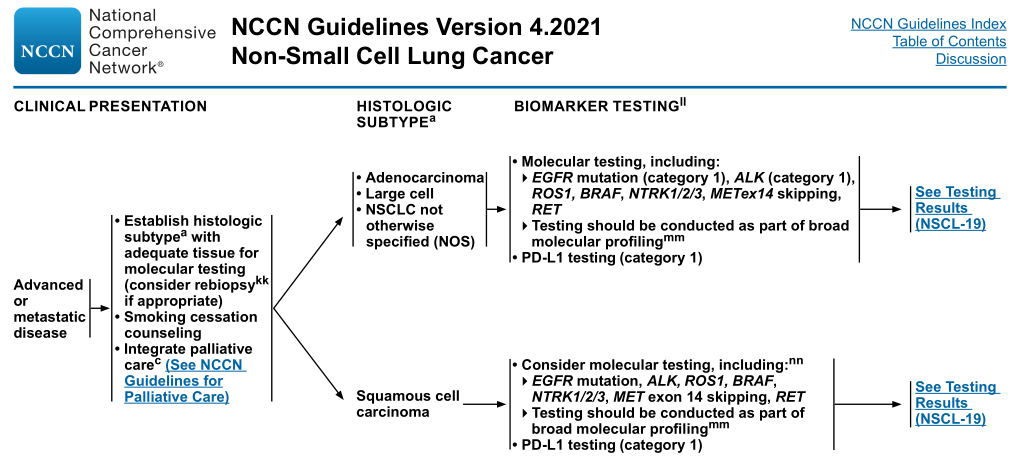 NCCN
National
Comprehensive
Cancer
Network®
NCCN Guidelines Version 4.2021
Non-Small Cell Lung Cancer
NCCN Guidelines Index
Table of Contents
Discussion
CLINICAL PRESENTATION
HISTOLOGIC
SUBTYPEa
BIOMARKER TESTINGll
Advanced
or
metastatic
disease
• Establish histologic
subtypea with
adequate tissue for
molecular testing
(consider rebiopsykk
if appropriate)
• Smoking cessation
counseling
• Integrate palliative
carec (See NCCN
Guidelines for
Palliative Care)
• Adenocarcinoma
• Large cell
• NSCLC not
otherwise
specified (NOS)
• Molecular testing, including:
EGFR mutation (category 1), ALK (category 1),
ROS1, BRAF, NTRK1/2/3, METex14 skipping,
RET
Testing should be conducted as part of broad
molecular profilingmm
• PD-L1 testing (category 1)
See Testing
Results
(NSCL-19)
Squamous cell
carcinoma
• Consider molecular testing, including:nn
EGFR mutation, ALK, ROS1, BRAF,
NTRK1/2/3, MET exon 14 skipping, RET
Testing should be conducted as part of
broad molecular profilingmm
• PD-L1 testing (category 1)
See Testing
Results
(NSCL-19)